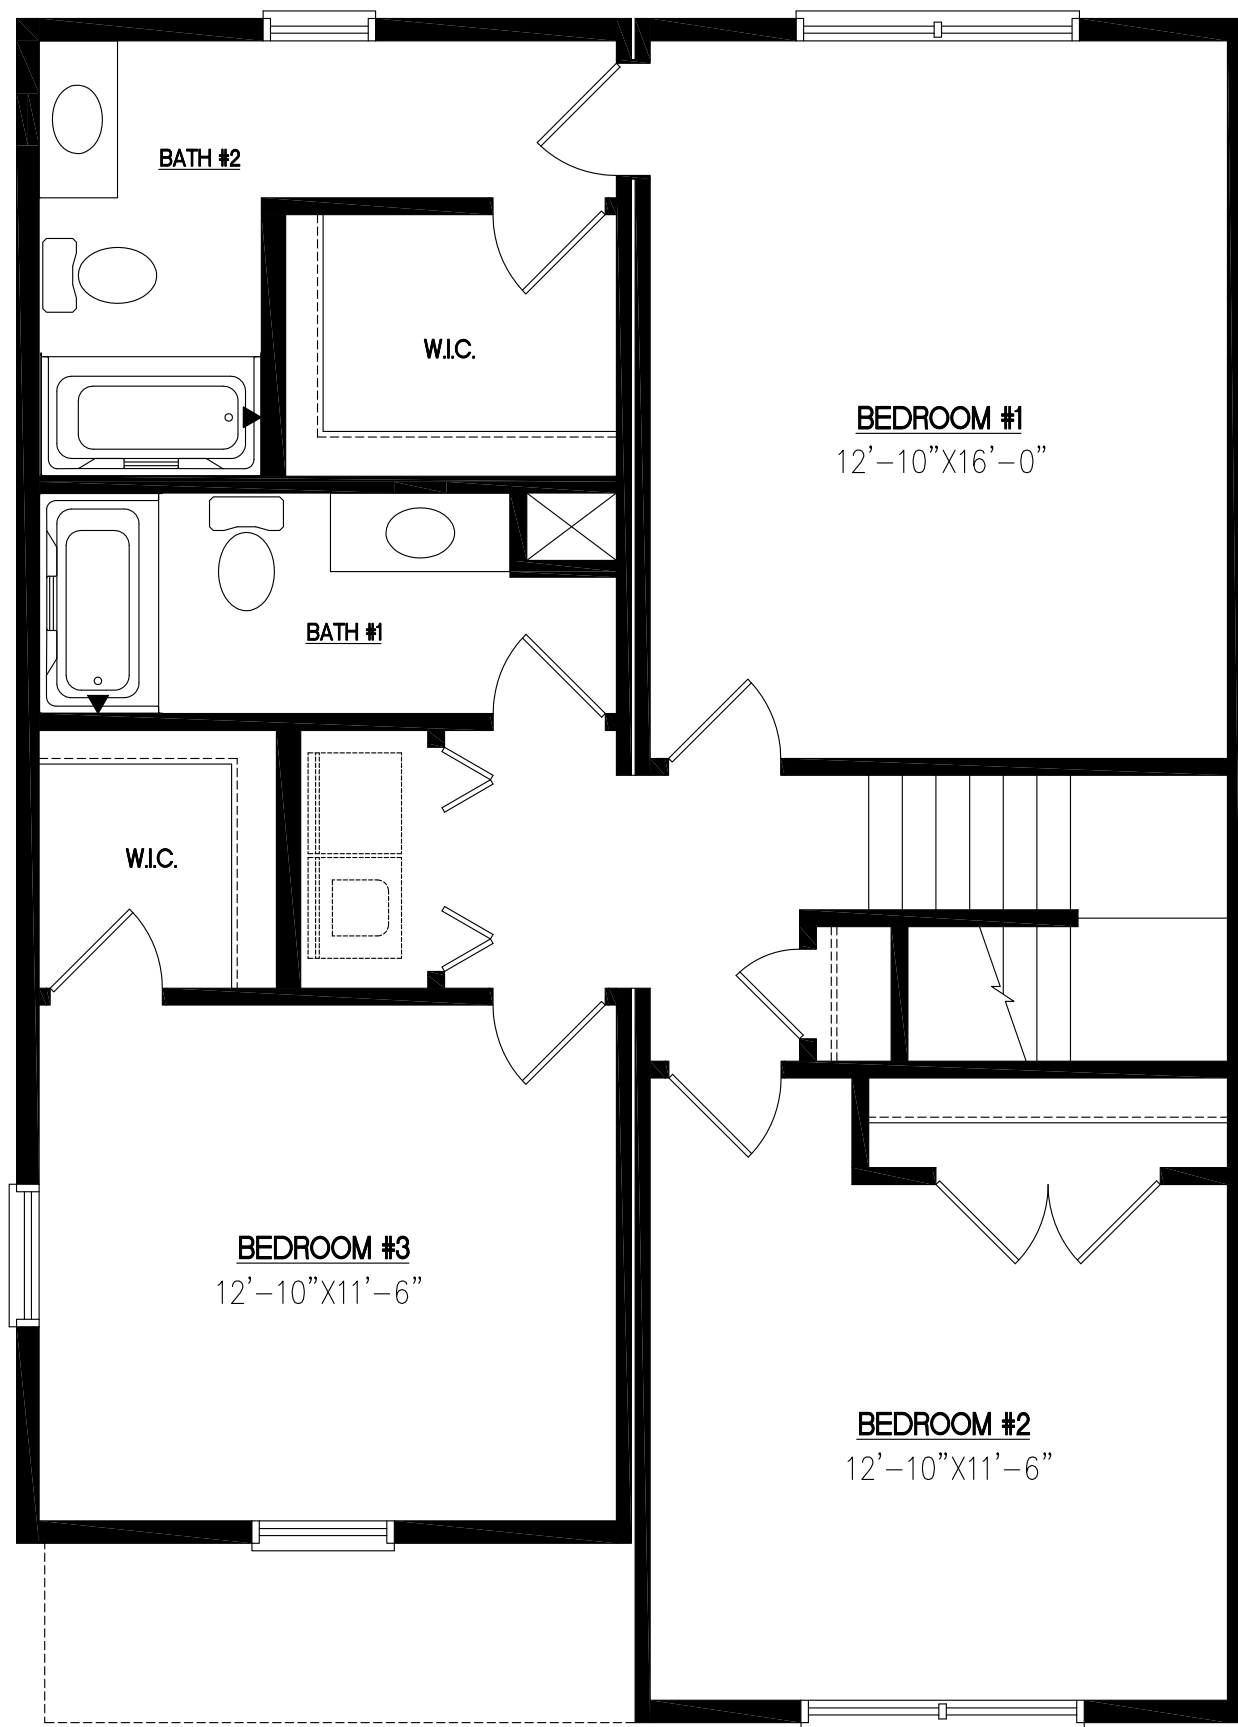 BATH #2
W.I.C.
BEDROOM #1
12'-10"X16'-0"
BATH #1
W.I.C.
BEDROOM #3
12'-10"X11'-6"
BEDROOM #2
12'-10"X11'-6"